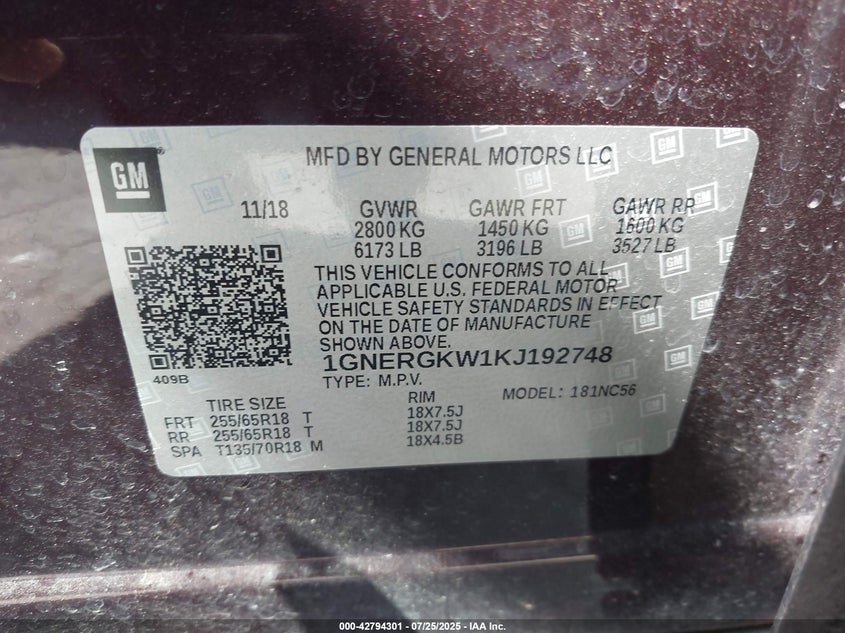 GM
MFD BY GENERAL MOTORS LLC
11/18 GVWR GAWR FRT GAWR RR
2800 KG 1450 KG 1600 KG
6173 LB 3196 LB 3527 LB
THIS VEHICLE CONFORMS TO ALL
APPLICABLE U.S. FEDERAL MOTOR
VEHICLE SAFETY STANDARDS IN EFFECT
ON THE DATE OF MANUFACTURE
SHOWN ABOVE.
1GNERGKW1KJ192748
409B
TYPE: M.P.V. MODEL: 181NC56
TIRE SIZE RIM
FRT 255/65R18 T 18X7.5J
RR 255/65R18 T 18X7.5J
SPA T135/70R18 M 18X4.5B
000-42794301 - 07/25/2025 - IAA Inc.